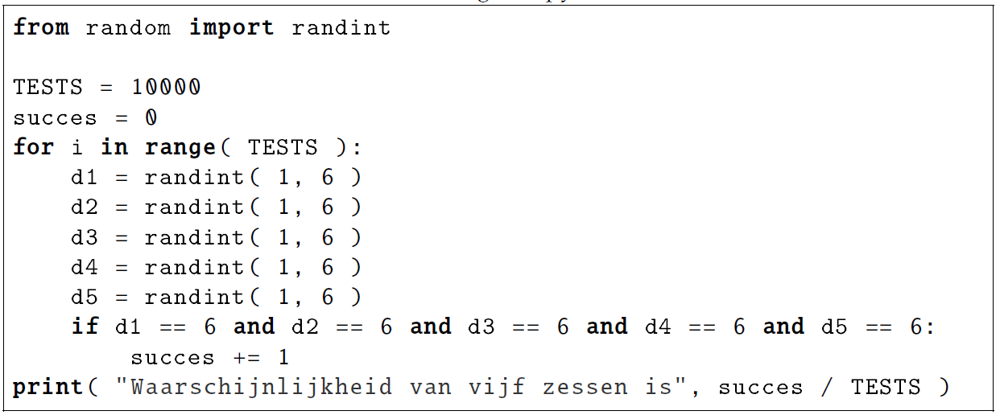 from random import randint
TESTS = 10000
succes = 0
for i in range( TESTS ):
    d1 = randint( 1, 6 )
    d2 = randint( 1, 6 )
    d3 = randint( 1, 6 )
    d4 = randint( 1, 6 )
    d5 = randint( 1, 6 )
    if d1 == 6 and d2 == 6 and d3 == 6 and d4 == 6 and d5 == 6:
        succes += 1
print( "Waarschijnlijkheid van vijf zessen is", succes / TESTS )